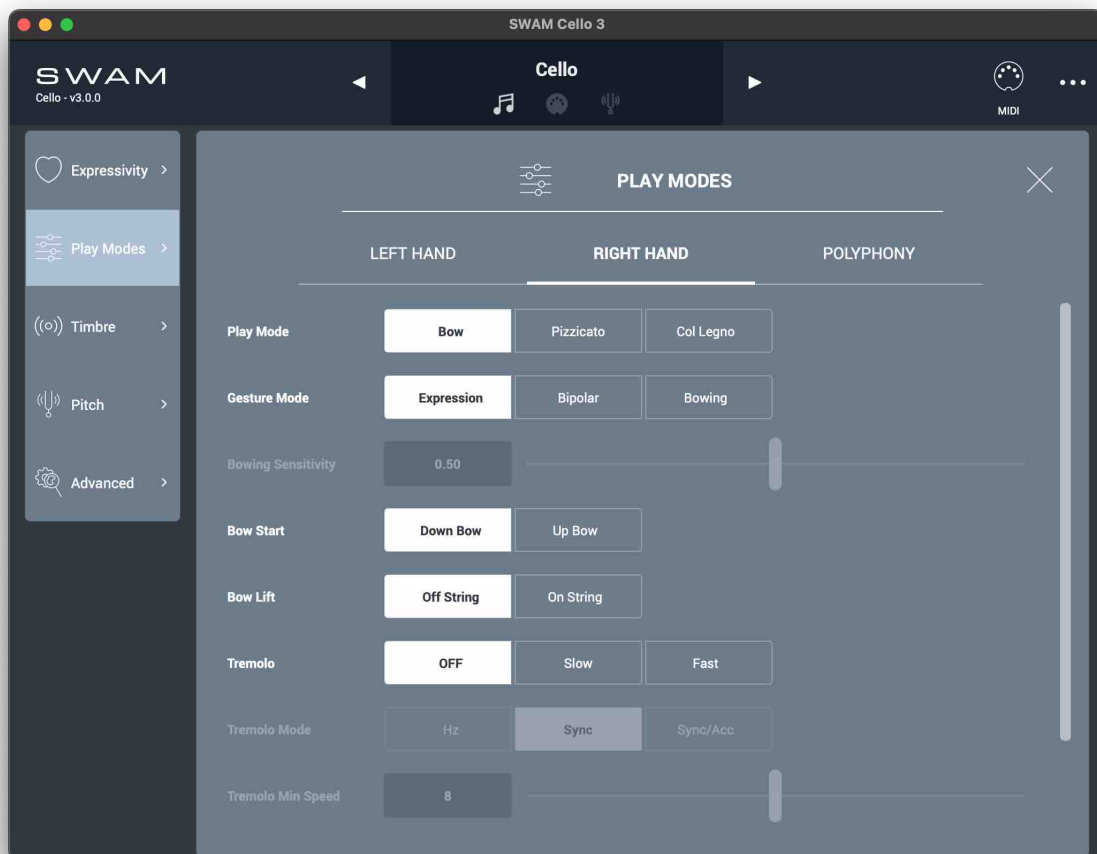 SWAM Cello 3
SWAM
Cello - v3.0.0
Cello
MIDI
Expressivity
Play Modes
Timbre
Pitch
Advanced
PLAY MODES
LEFT HAND RIGHT HAND POLYPHONY
Play Mode Bow Pizzicato Col Legno
Gesture Mode Expression Bipolar Bowing
Bowing Sensitivity 0.50
Bow Start Down Bow Up Bow
Bow Lift Off String On String
Tremolo OFF Slow Fast
Tremolo Mode Hz Sync Sync/Acc
Tremolo Min Speed 8